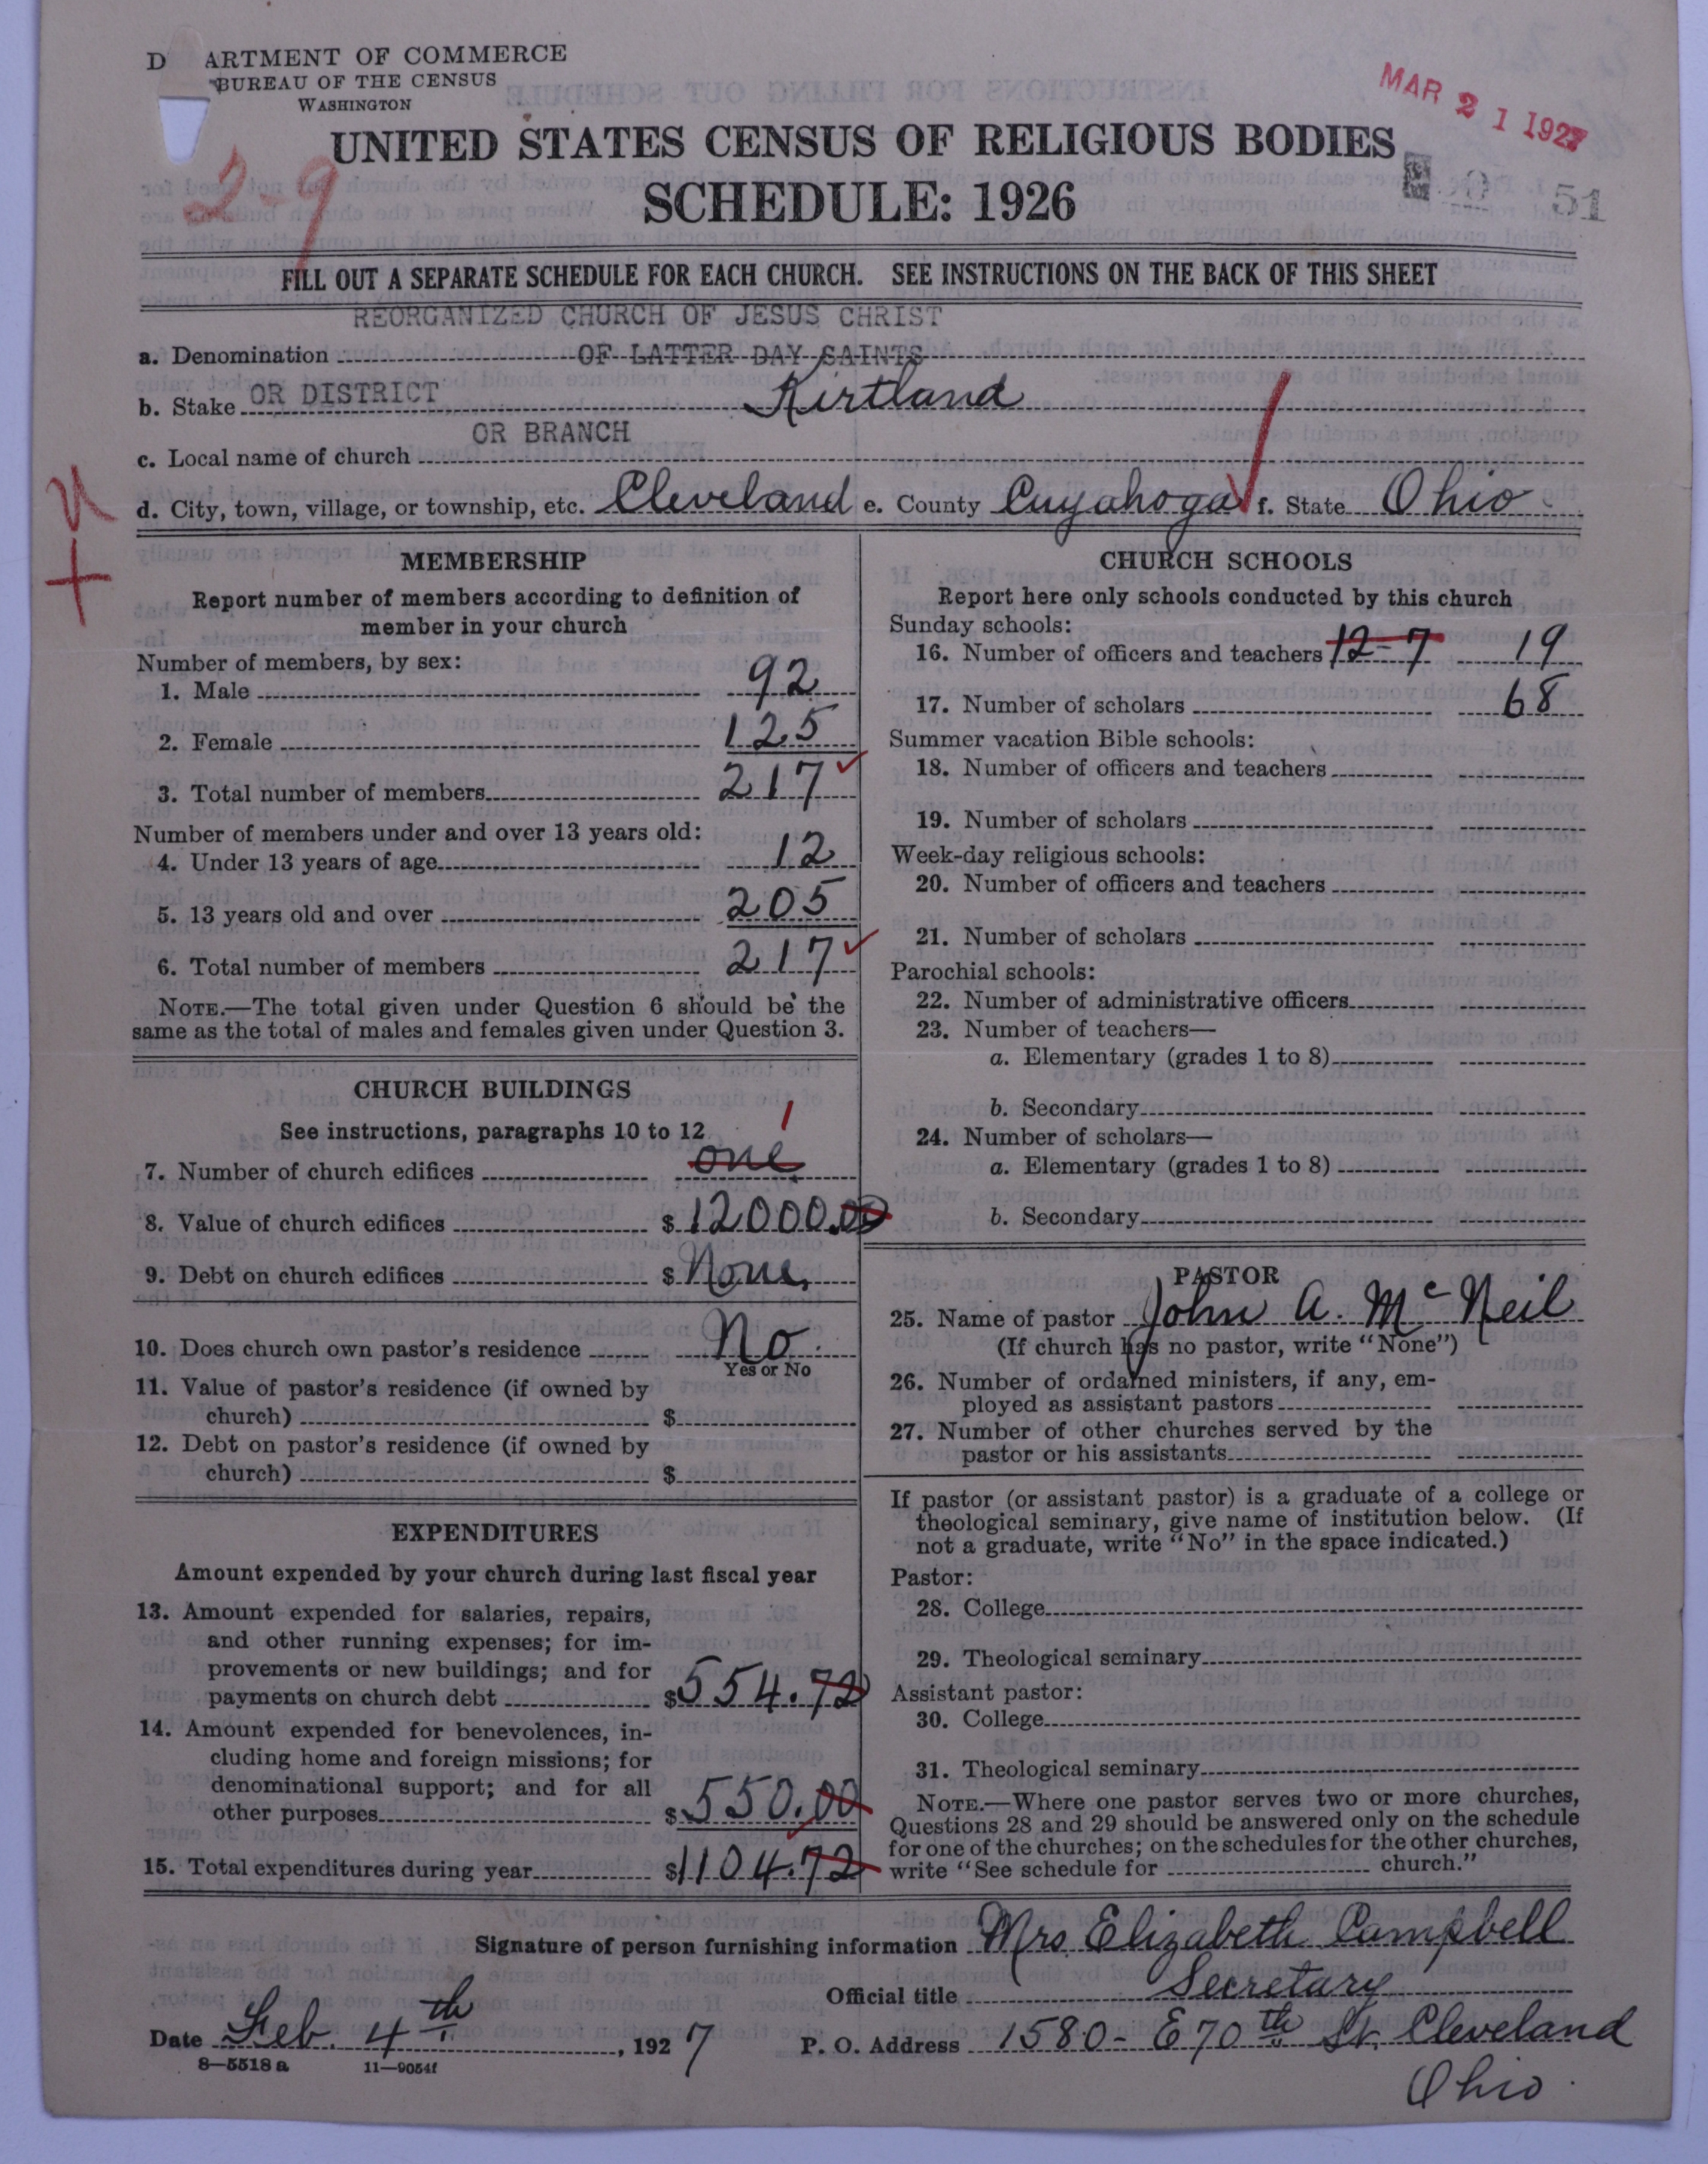 D ARTMENT OF COMMERCE
BUREAU OF THE CENSUS
WASHINGTON
MAR 21 1927
UNITED STATES CENSUS OF RELIGIOUS BODIES
SCHEDULE: 1926
51
2-9
FILL OUT A SEPARATE SCHEDULE FOR EACH CHURCH. SEE INSTRUCTIONS ON THE BACK OF THIS SHEET
REORGANIZED CHURCH OF JESUS CHRIST
a. Denomination OF LATTER DAY SAINTS
b. Stake OR DISTRICT Kirtland
OR BRANCH
c. Local name of church
d. City, town, village, or township, etc. Cleveland e. County Cuyahoga f. State Ohio
MEMBERSHIP
Report number of members according to definition of
member in your church
Number of members, by sex:
1. Male 92
2. Female 125
3. Total number of members 217
Number of members under and over 13 years old:
4. Under 13 years of age 12
5. 13 years old and over 205
6. Total number of members 217
NOTE.—The total given under Question 6 should be the
same as the total of males and females given under Question 3.
CHURCH BUILDINGS
See instructions, paragraphs 10 to 12
1
7. Number of church edifices one
8. Value of church edifices $ 12000.00
9. Debt on church edifices $ None
10. Does church own pastor's residence No
Yes or No
11. Value of pastor's residence (if owned by
church) $
12. Debt on pastor's residence (if owned by
church) $
EXPENDITURES
Amount expended by your church during last fiscal year
13. Amount expended for salaries, repairs,
and other running expenses; for im-
provements or new buildings; and for
payments on church debt $ 554.72
14. Amount expended for benevolences, in-
cluding home and foreign missions; for
denominational support; and for all
other purposes $ 550.00
15. Total expenditures during year $ 1104.72
CHURCH SCHOOLS
Report here only schools conducted by this church
Sunday schools:
16. Number of officers and teachers 12-7 19
17. Number of scholars 68
Summer vacation Bible schools:
18. Number of officers and teachers
19. Number of scholars
Week-day religious schools:
20. Number of officers and teachers
21. Number of scholars
Parochial schools:
22. Number of administrative officers
23. Number of teachers—
a. Elementary (grades 1 to 8)
b. Secondary
24. Number of scholars—
a. Elementary (grades 1 to 8)
b. Secondary
PASTOR
25. Name of pastor John A. McNeil
(If church has no pastor, write "None")
26. Number of ordained ministers, if any, em-
ployed as assistant pastors
27. Number of other churches served by the
pastor or his assistants
If pastor (or assistant pastor) is a graduate of a college or
theological seminary, give name of institution below. (If
not a graduate, write "No" in the space indicated.)
Pastor:
28. College
29. Theological seminary
Assistant pastor:
30. College
31. Theological seminary
NOTE.—Where one pastor serves two or more churches,
Questions 28 and 29 should be answered only on the schedule
for one of the churches; on the schedules for the other churches,
write "See schedule for church."
Signature of person furnishing information Mrs Elizabeth Campbell
Official title Secretary
Date Feb. 4th, 1927 P. O. Address 1580- E 70th St. Cleveland
Ohio
8—5518 a 11—9054f